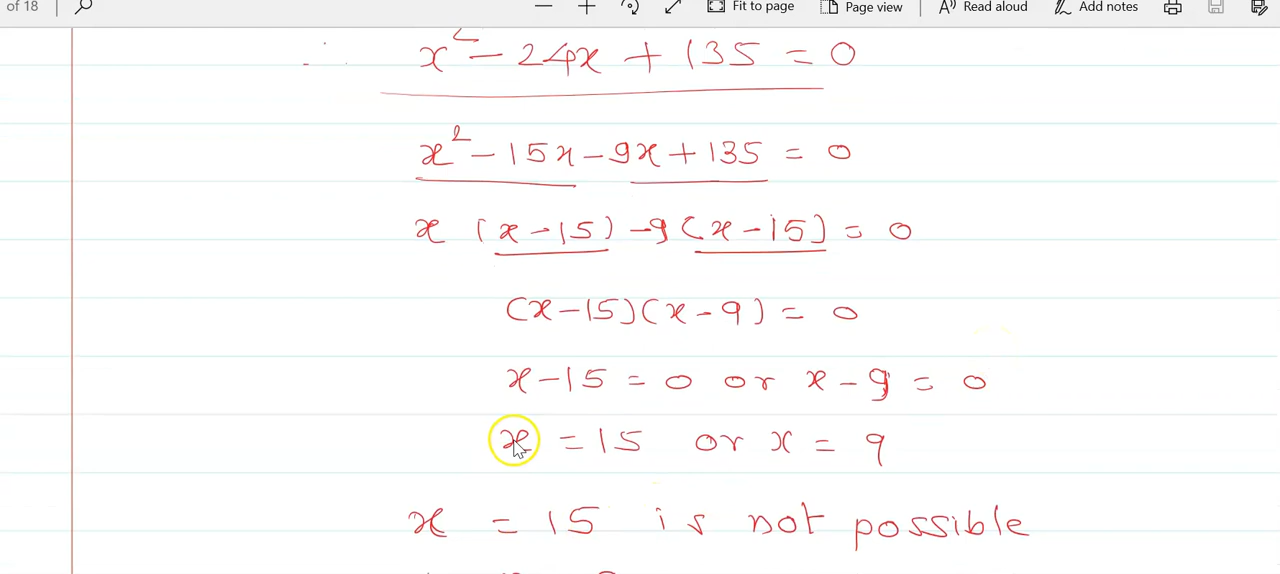 of 18 Fit to page Page view Read aloud Add notes
∴ x² - 24x + 135 = 0
x² - 15x - 9x + 135 = 0
x (x - 15) - 9 (x - 15) = 0
(x - 15)(x - 9) = 0
x - 15 = 0 or x - 9 = 0
x = 15 or x = 9
x = 15 is not possible